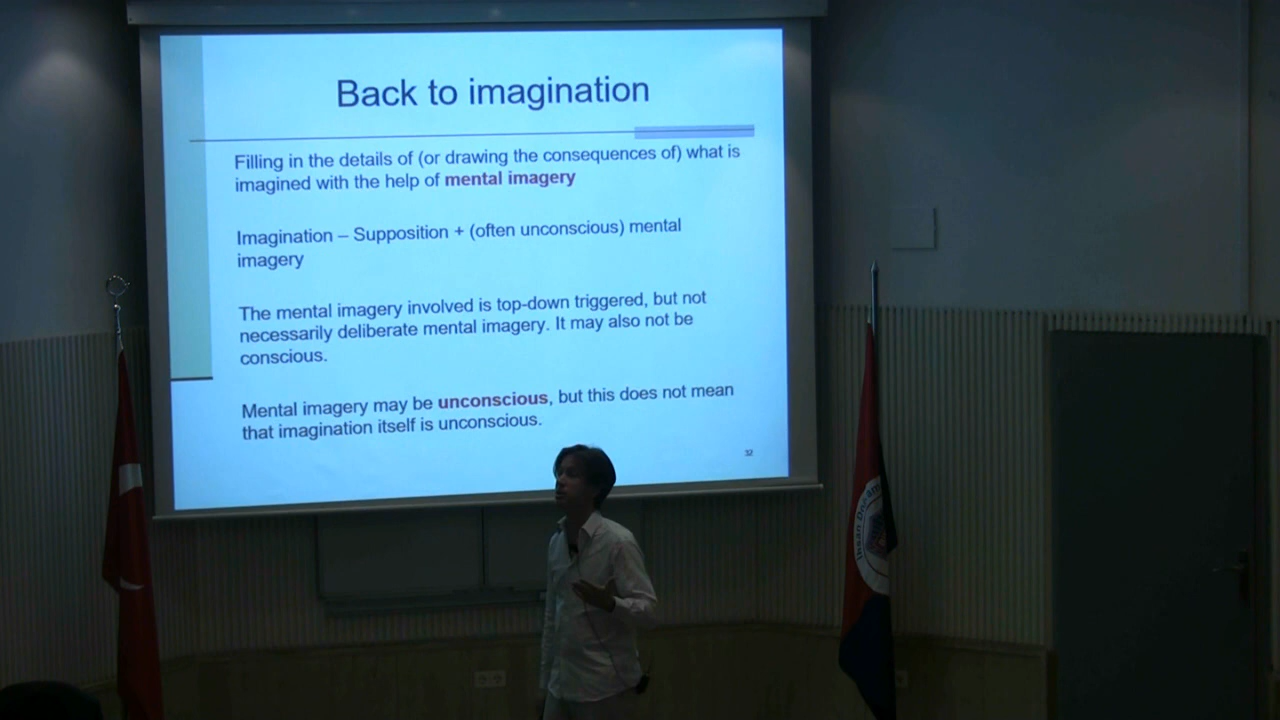 Back to imagination
Filling in the details of (or drawing the consequences of) what is
imagined with the help of mental imagery
Imagination – Supposition + (often unconscious) mental
imagery
The mental imagery involved is top-down triggered, but not
necessarily deliberate mental imagery. It may also not be
conscious.
Mental imagery may be unconscious, but this does not mean
that imagination itself is unconscious.
32
İhsan Doğramacı